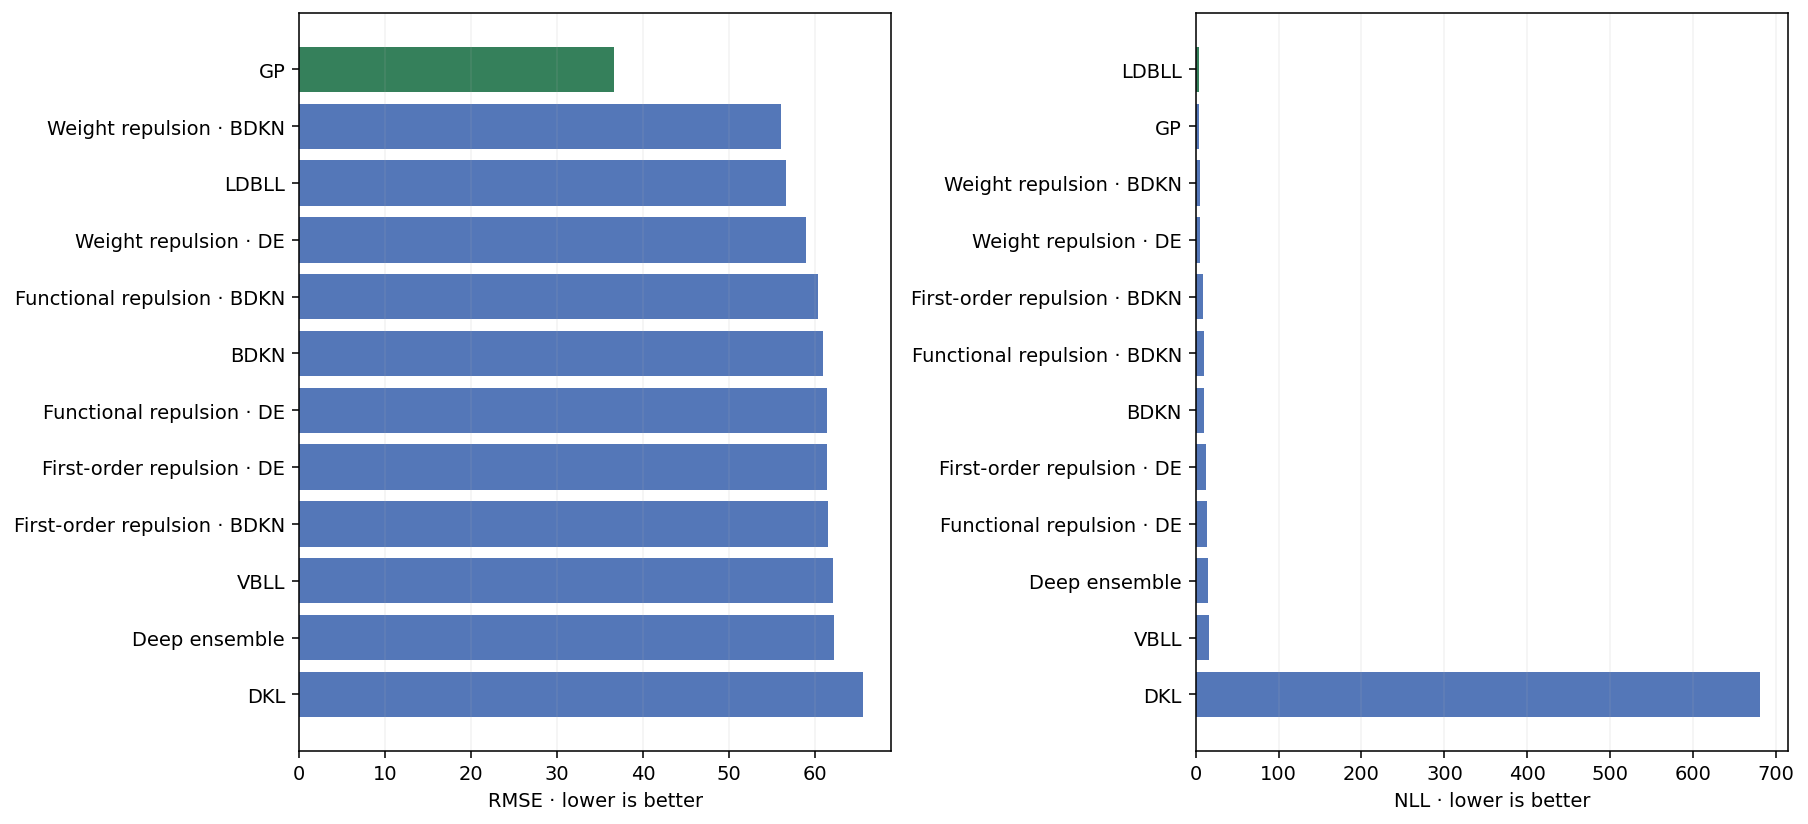 GP
Weight repulsion · BDKN
LDBLL
Weight repulsion · DE
Functional repulsion · BDKN
BDKN
Functional repulsion · DE
First-order repulsion · DE
First-order repulsion · BDKN
VBLL
Deep ensemble
DKL
0 10 20 30 40 50 60
RMSE · lower is better
LDBLL
GP
Weight repulsion · BDKN
Weight repulsion · DE
First-order repulsion · BDKN
Functional repulsion · BDKN
BDKN
First-order repulsion · DE
Functional repulsion · DE
Deep ensemble
VBLL
DKL
0 100 200 300 400 500 600 700
NLL · lower is better